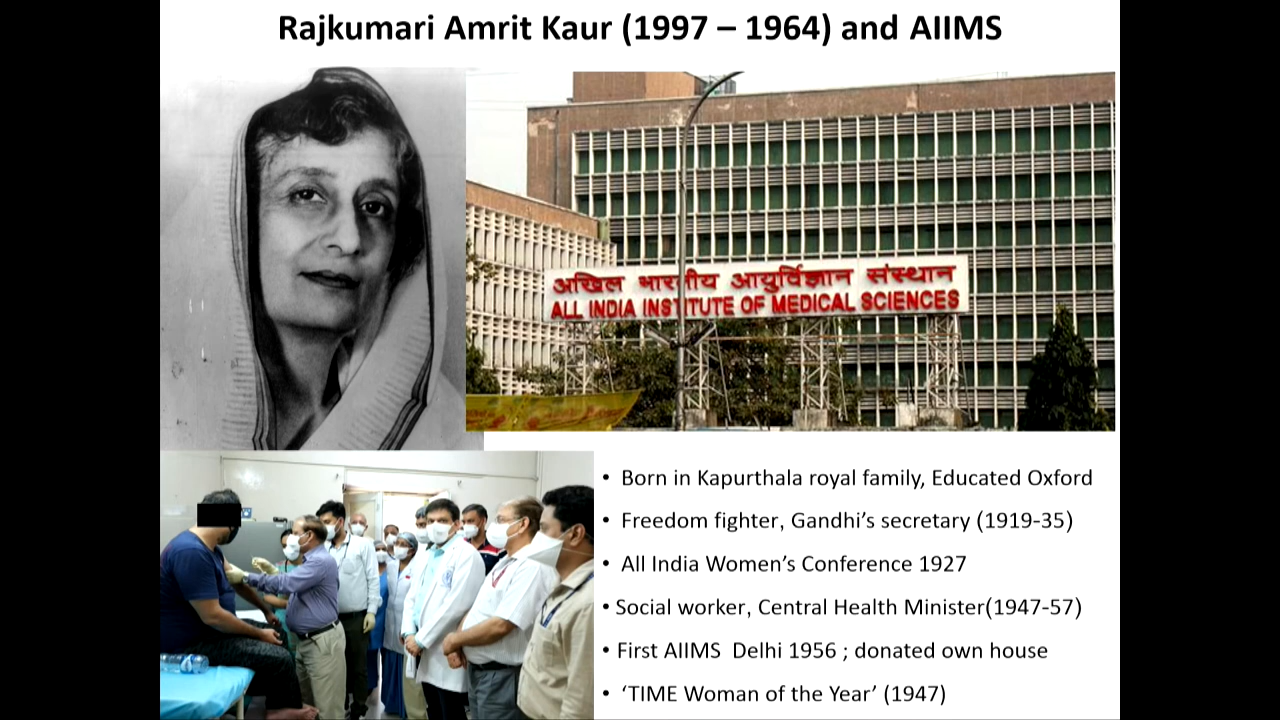 Rajkumari Amrit Kaur (1997 – 1964) and AIIMS
अखिल भारतीय आयुर्विज्ञान संस्थान
ALL INDIA INSTITUTE OF MEDICAL SCIENCES
• Born in Kapurthala royal family, Educated Oxford
• Freedom fighter, Gandhi’s secretary (1919-35)
• All India Women’s Conference 1927
• Social worker, Central Health Minister(1947-57)
• First AIIMS Delhi 1956 ; donated own house
• ‘TIME Woman of the Year’ (1947)